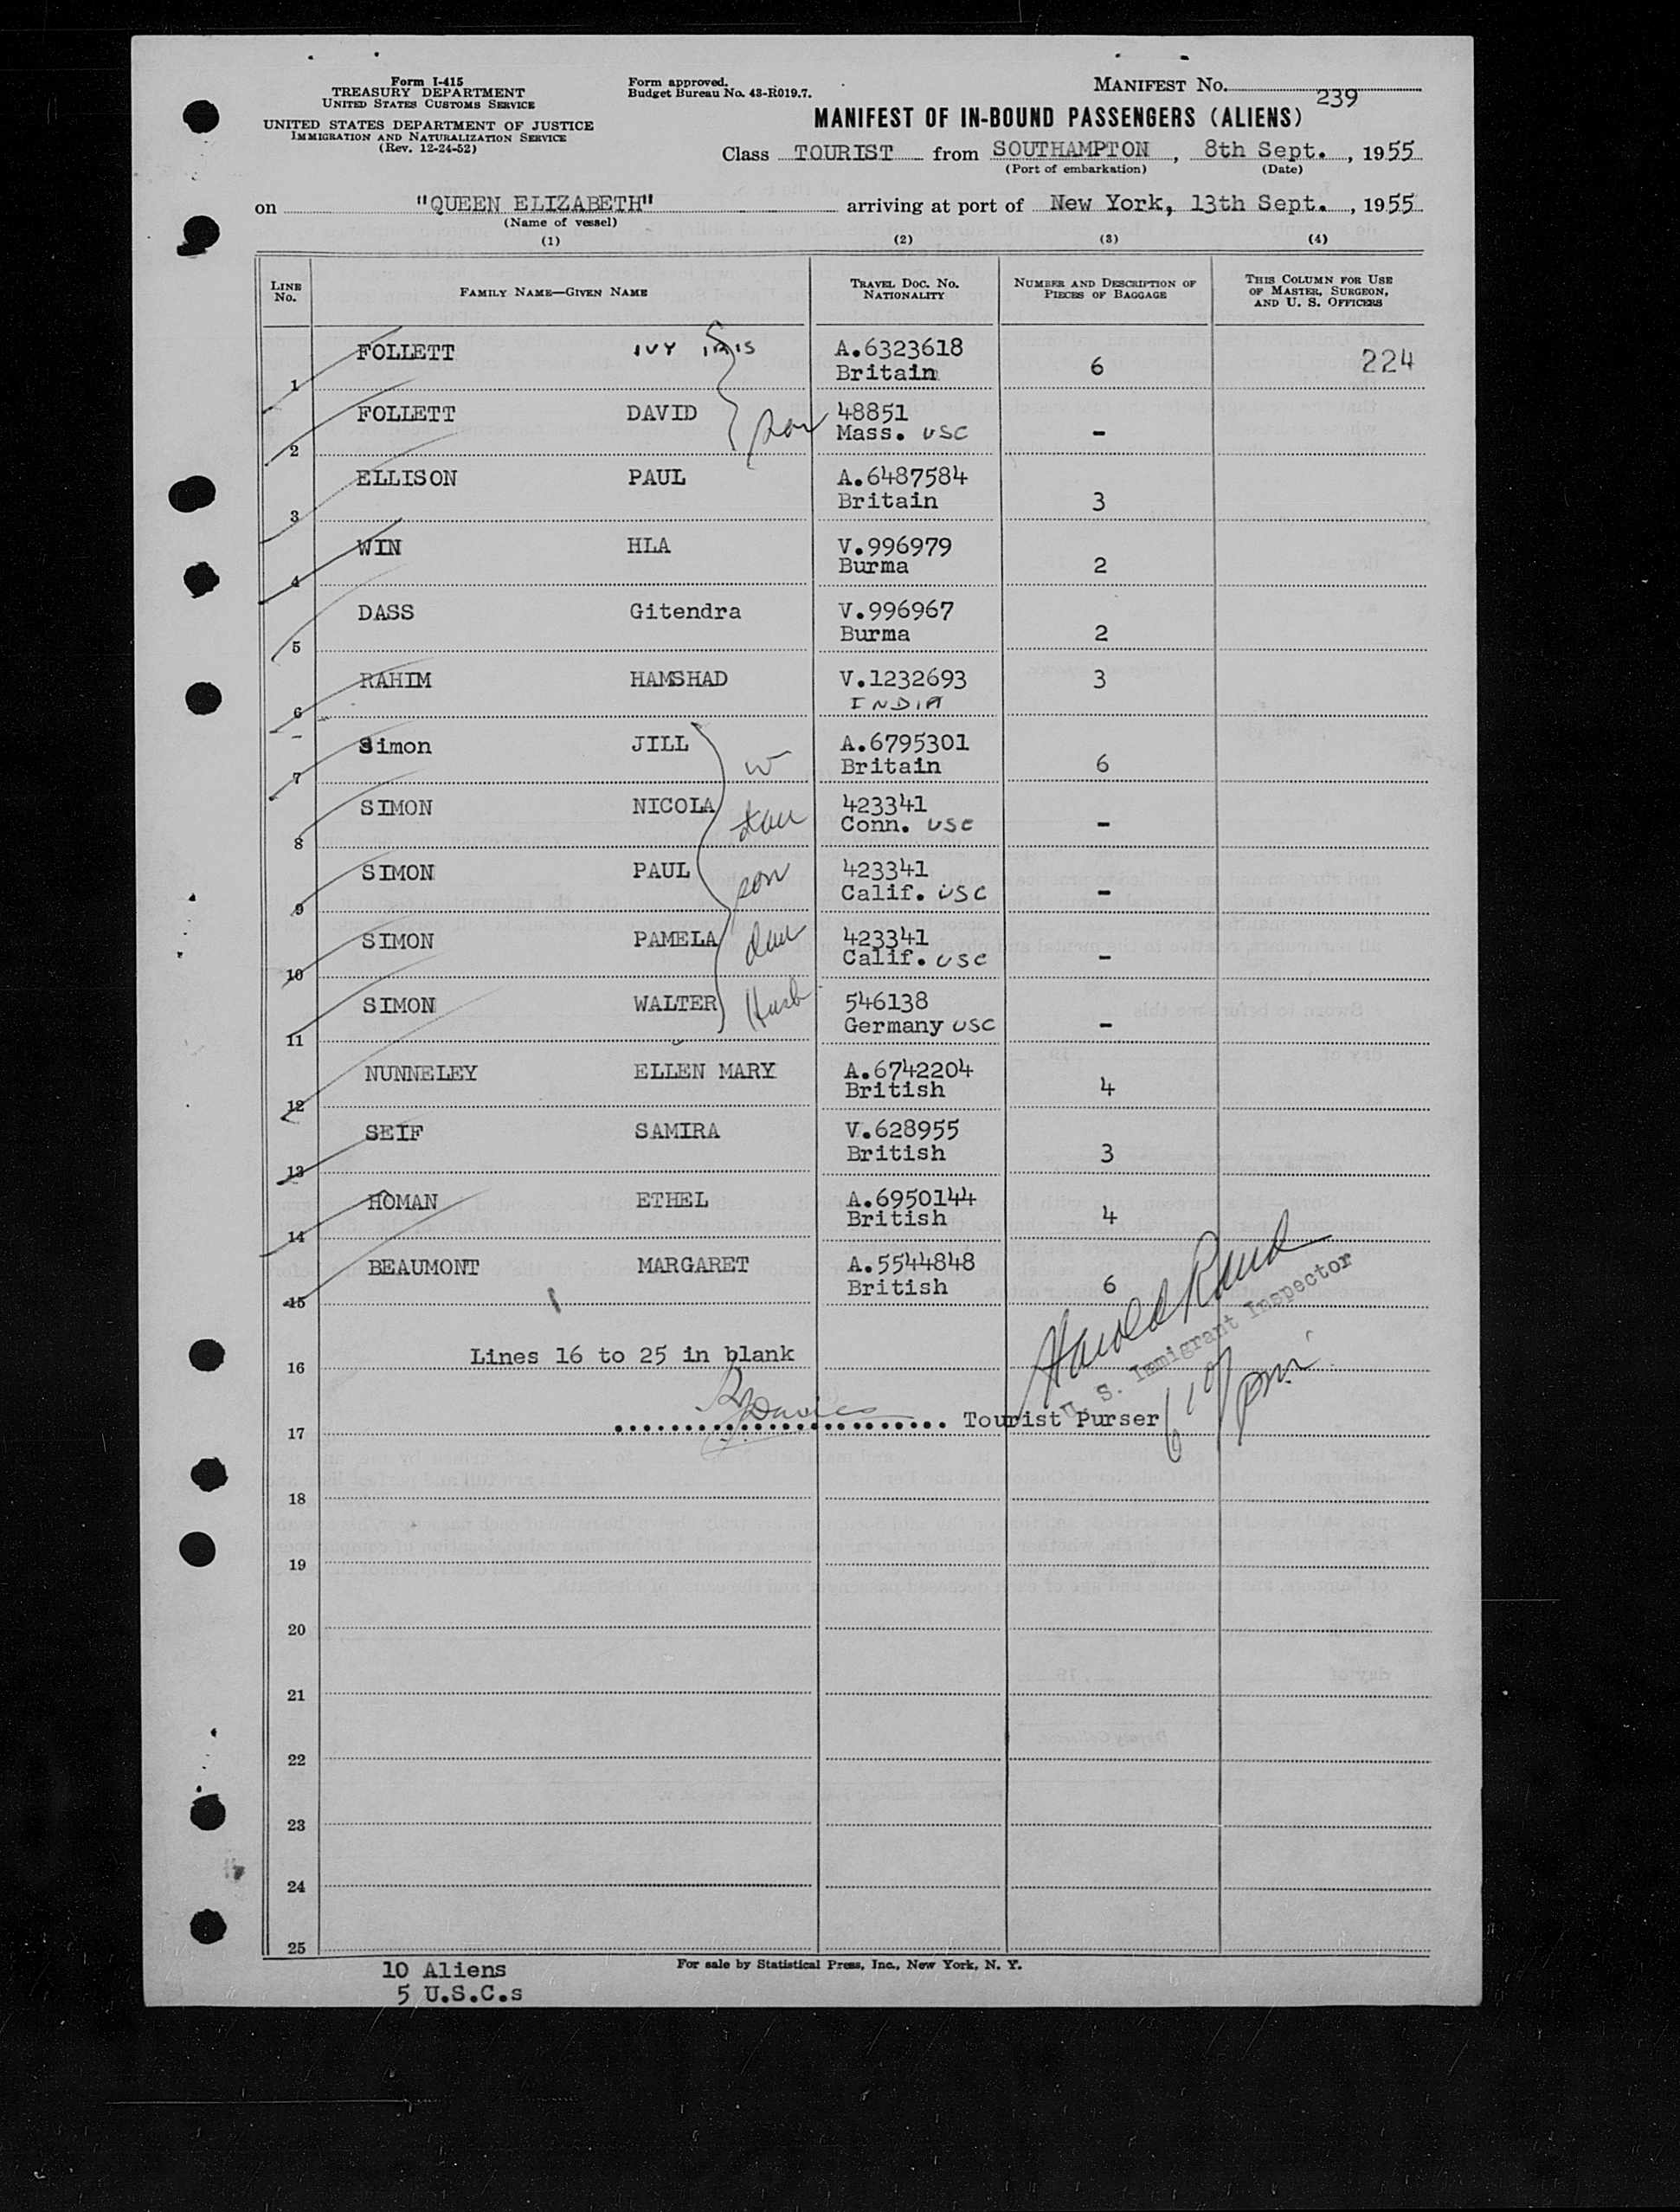 Form I-415
TREASURY DEPARTMENT
UNITED STATES CUSTOMS SERVICE
UNITED STATES DEPARTMENT OF JUSTICE
IMMIGRATION AND NATURALIZATION SERVICE
(Rev. 12-24-52)
Form approved.
Budget Bureau No. 43-R019.7.
MANIFEST No. 239
MANIFEST OF IN-BOUND PASSENGERS (ALIENS)
Class TOURIST from SOUTHAMPTON, 8th Sept., 1955
(Port of embarkation) (Date)
on "QUEEN ELIZABETH" arriving at port of New York, 13th Sept., 1955
(Name of vessel)
(1) (2) (3) (4)
LINE No. FAMILY NAME—GIVEN NAME TRAVEL DOC. No. NATIONALITY NUMBER AND DESCRIPTION OF PIECES OF BAGGAGE THIS COLUMN FOR USE OF MASTER, SURGEON, AND U. S. OFFICERS
1 FOLLETT IVY IRIS A.6323618 Britain 6 224
2 FOLLETT DAVID son 48851 Mass. USC -
3 ELLISON PAUL A.6487584 Britain 3
4 WIN HLA V.996979 Burma 2
5 DASS Gitendra V.996967 Burma 2
6 RAHIM HAMSHAD V.1232693 INDIA 3
7 Simon JILL W A.6795301 Britain 6
8 SIMON NICOLA dau 423341 Conn. USC -
9 SIMON PAUL son 423341 Calif. USC -
10 SIMON PAMELA dau 423341 Calif. USC -
11 SIMON WALTER Husb 546138 Germany USC -
12 NUNNELEY ELLEN MARY A.6742204 British 4
13 SEIF SAMIRA V.628955 British 3
14 HOMAN ETHEL A.6950144 British 4
15 BEAUMONT MARGARET A.5544848 British 6
Harold Rand
U. S. Immigrant Inspector
16 Lines 16 to 25 in blank
Davies
17 Tourist Purser
pm
18
19
20
21
22
23
24
25
For sale by Statistical Press, Inc., New York, N. Y.
10 Aliens
5 U.S.C.s